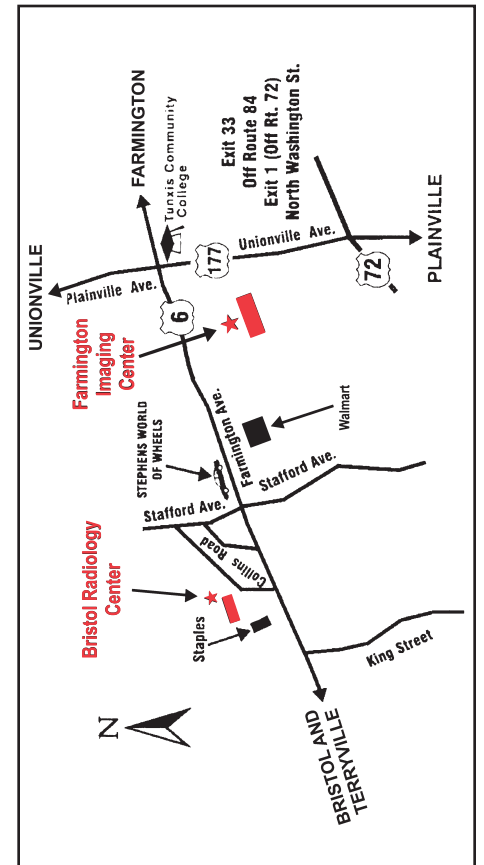 UNIONVILLE
FARMINGTON
Tunxis Community
College
Exit 33
Off Route 84
Exit 1 (Off Rt. 72)
North Washington St.
Plainville Ave.
177
Unionville Ave.
72
PLAINVILLE
6
Farmington
Imaging
Center
Farmington Ave.
Walmart
STEPHENS WORLD
OF WHEELS
Stafford Ave.
Stafford Ave.
Collins Road
Bristol Radiology
Center
Staples
King Street
N
BRISTOL AND
TERRYVILLE